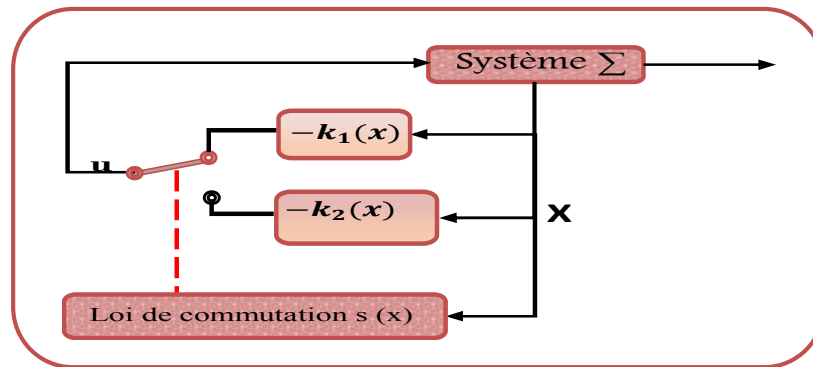 Système ∑
−k₁(x)
u
−k₂(x)
X
Loi de commutation s (x)